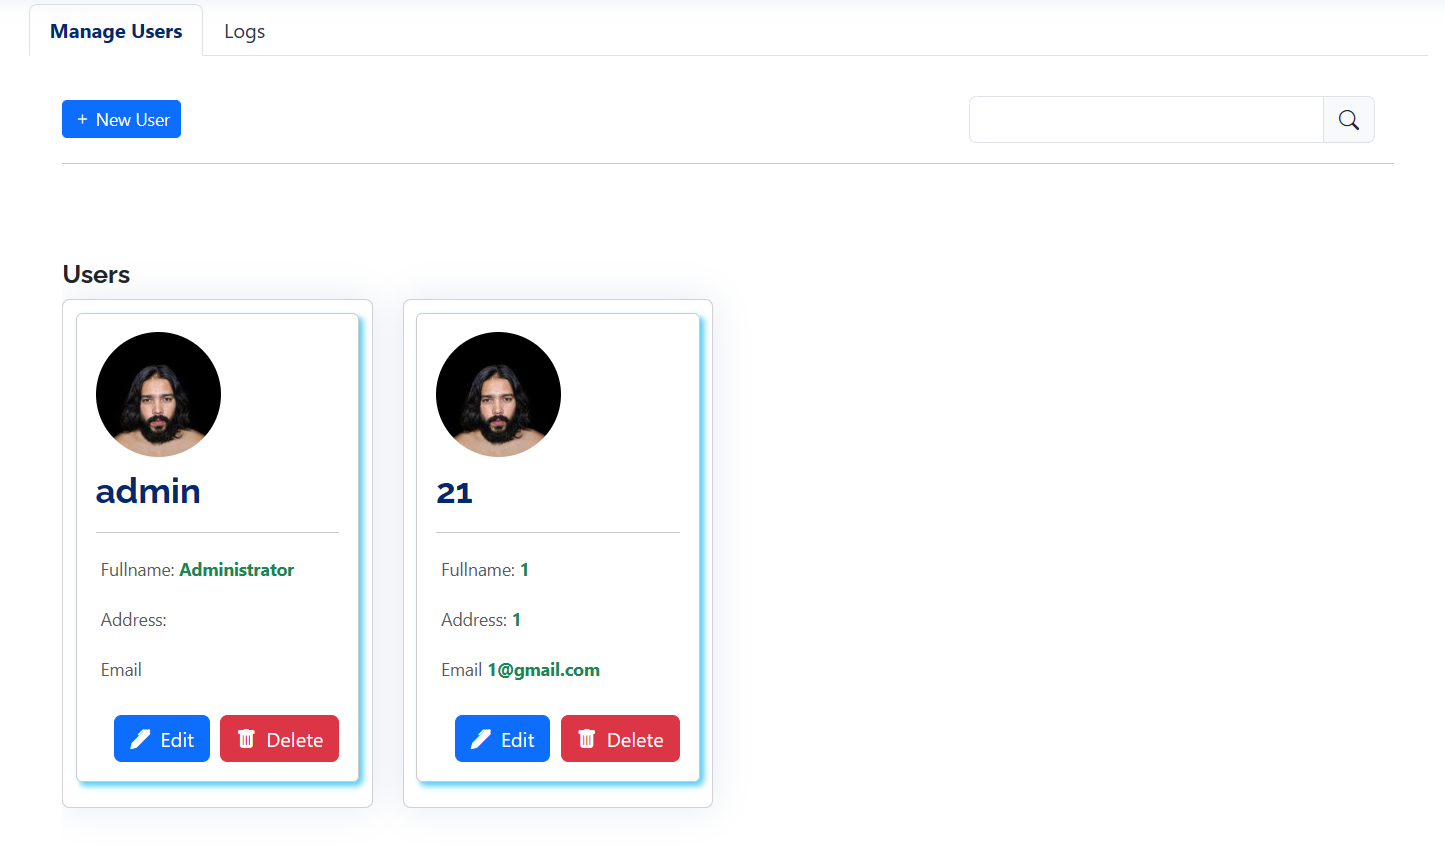 Manage Users Logs
+ New User
Users
admin
Fullname: Administrator
Address:
Email
Edit Delete
21
Fullname: 1
Address: 1
Email 1@gmail.com
Edit Delete